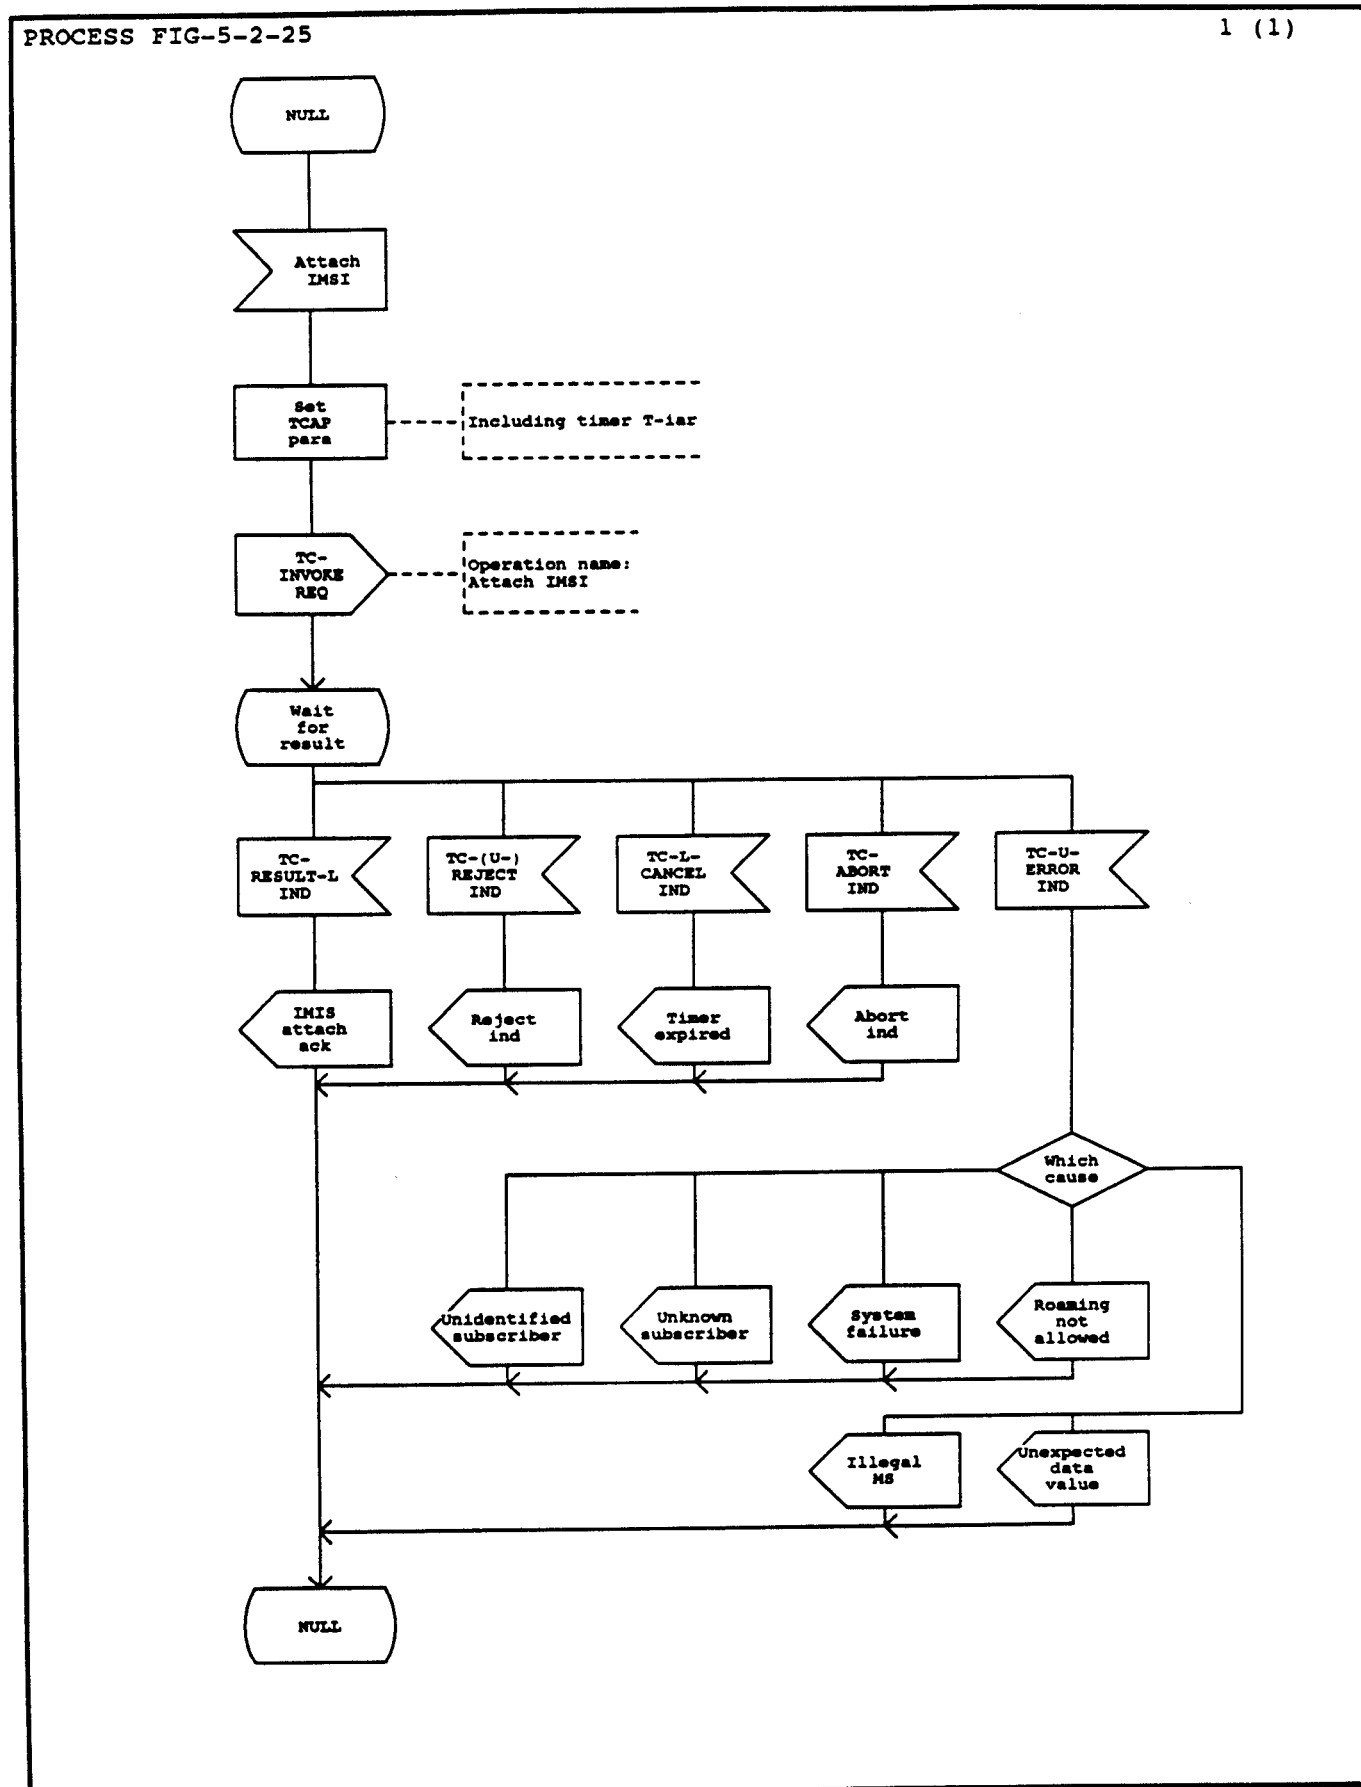 PROCESS FIG-5-2-25
1 (1)
NULL
Attach
IMSI
Set
TCAP
para
Including timer T-iar
TC-
INVOKE
REQ
Operation name:
Attach IMSI
Wait
for
result
TC-
RESULT-L
IND
TC-(U-)
REJECT
IND
TC-L-
CANCEL
IND
TC-
ABORT
IND
TC-U-
ERROR
IND
IMIS
attach
ack
Reject
ind
Timer
expired
Abort
ind
Which
cause
Unidentified
subscriber
Unknown
subscriber
System
failure
Roaming
not
allowed
Illegal
MS
Unexpected
data
value
NULL